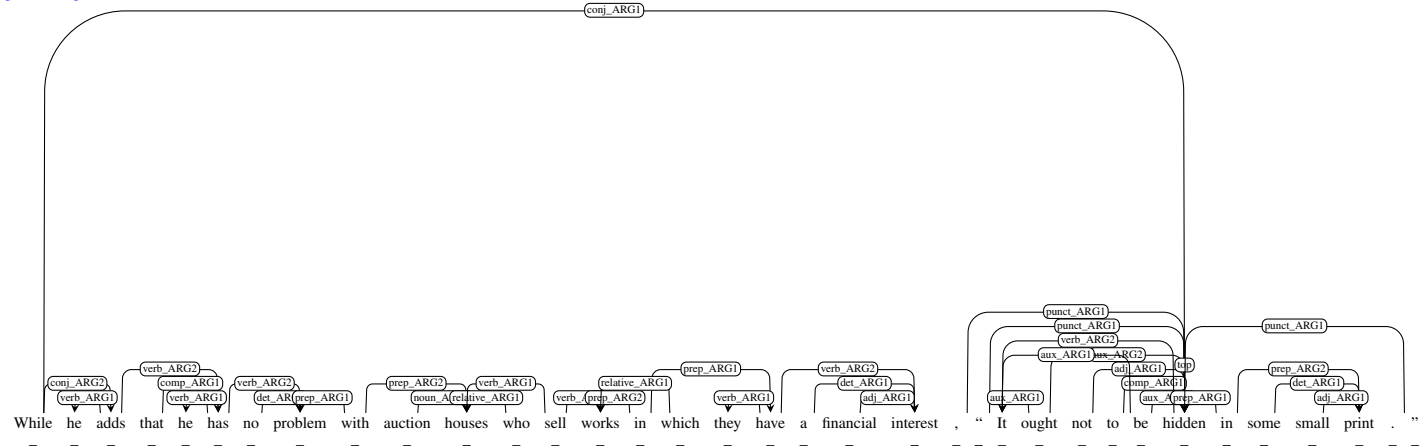 conj_ARG1
punct_ARG1
punct_ARG1 punct_ARG1
verb_ARG2
aux_ARG1 aux_ARG2
verb_ARG2 prep_ARG1 verb_ARG2 adj_ARG1 top prep_ARG2
conj_ARG2 comp_ARG1 verb_ARG2 prep_ARG2 verb_ARG1 relative_ARG1 det_ARG1 comp_ARG1 det_ARG1
verb_ARG1 verb_ARG1 prep_ARG1 relative_ARG1 prep_ARG2 verb_ARG1 adj_ARG1 aux_ARG1 prep_ARG1 adj_ARG1
While he adds that he has no problem with auction houses who sell works in which they have a financial interest , “ It ought not to be hidden in some small print . ”